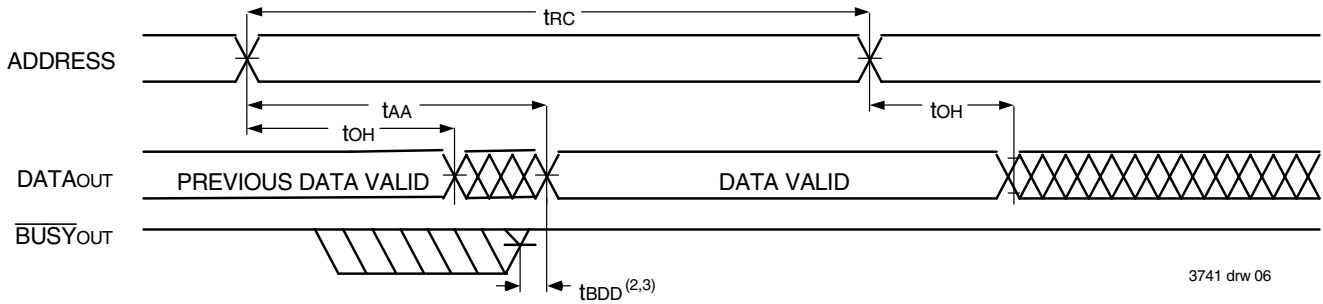 tRC
ADDRESS
tAA
tOH
tOH
DATAOUT
PREVIOUS DATA VALID
DATA VALID
BUSYOUT
tBDD (2,3)
3741 drw 06